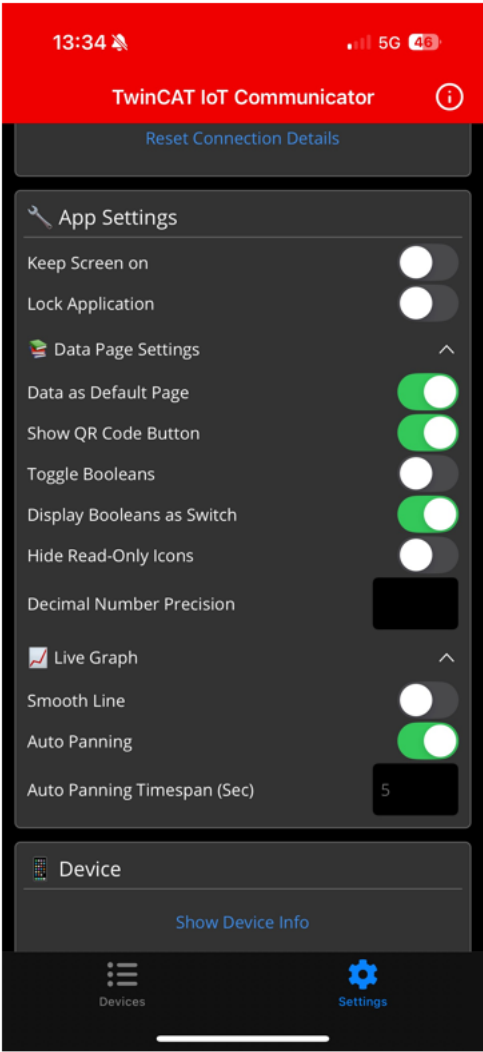 13:34
5G 46
TwinCAT IoT Communicator
Reset Connection Details
App Settings
Keep Screen on
Lock Application
Data Page Settings
Data as Default Page
Show QR Code Button
Toggle Booleans
Display Booleans as Switch
Hide Read-Only Icons
Decimal Number Precision
Live Graph
Smooth Line
Auto Panning
Auto Panning Timespan (Sec) 5
Device
Show Device Info
Devices Settings